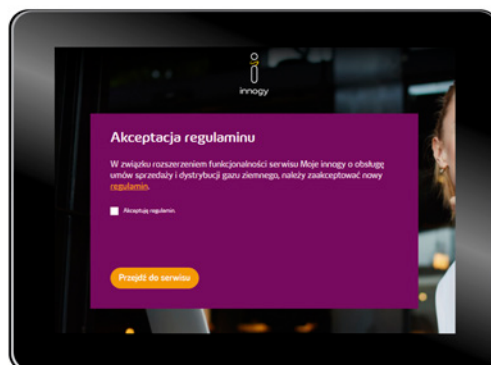 innogy
Akceptacja regulaminu
W związku rozszerzeniem funkcjonalności serwisu Moje innogy o obsługę
umów sprzedaży i dystrybucji gazu ziemnego, należy zaakceptować nowy
regulamin.
Akceptuję regulamin.
Przejdź do serwisu